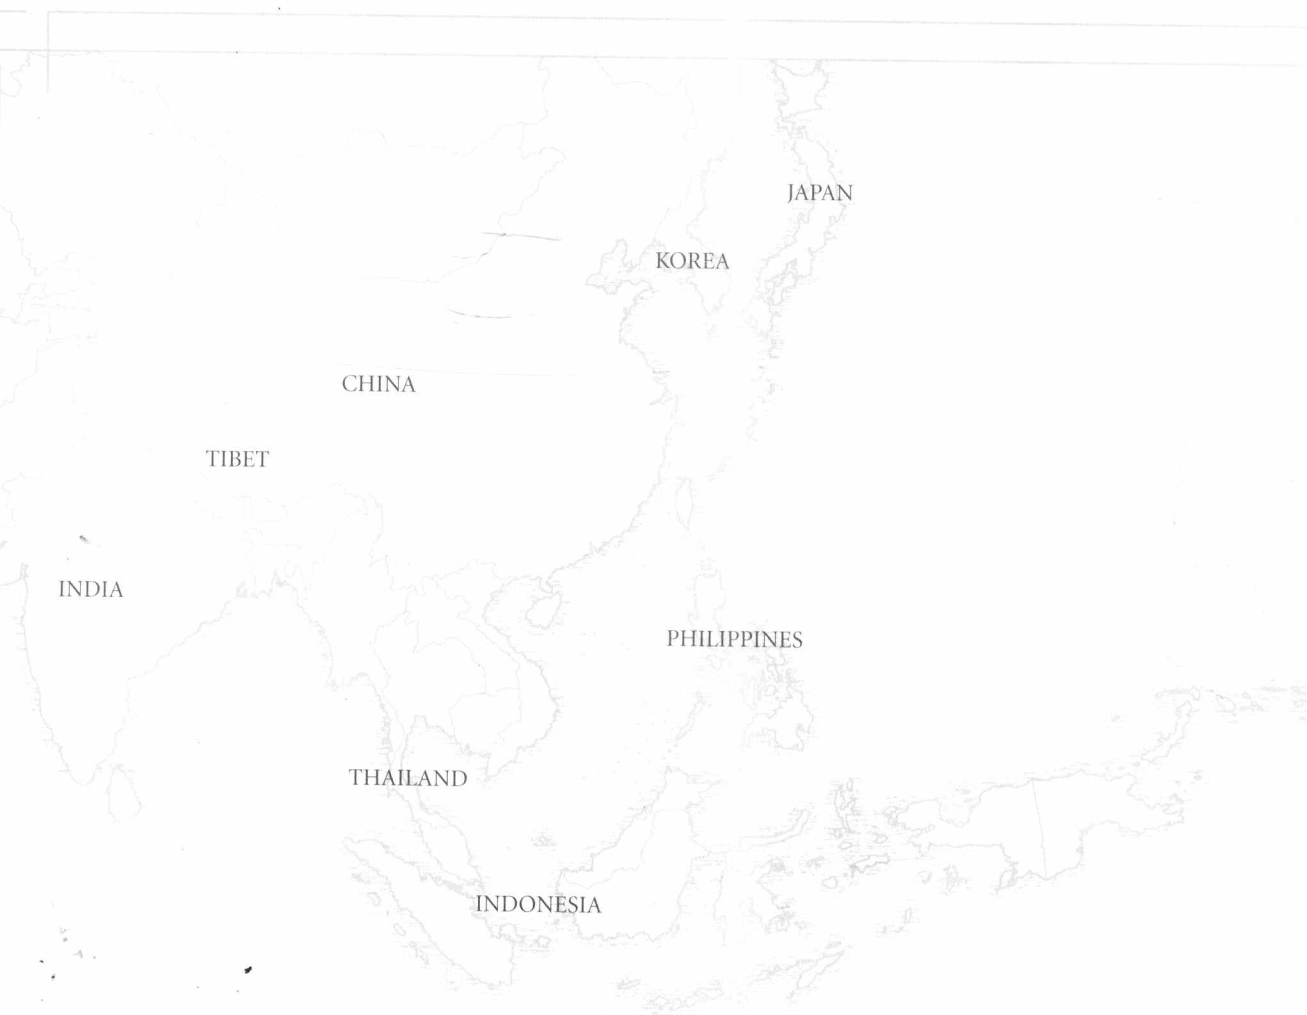 JAPAN
KOREA
CHINA
TIBET
INDIA
PHILIPPINES
THAILAND
INDONESIA